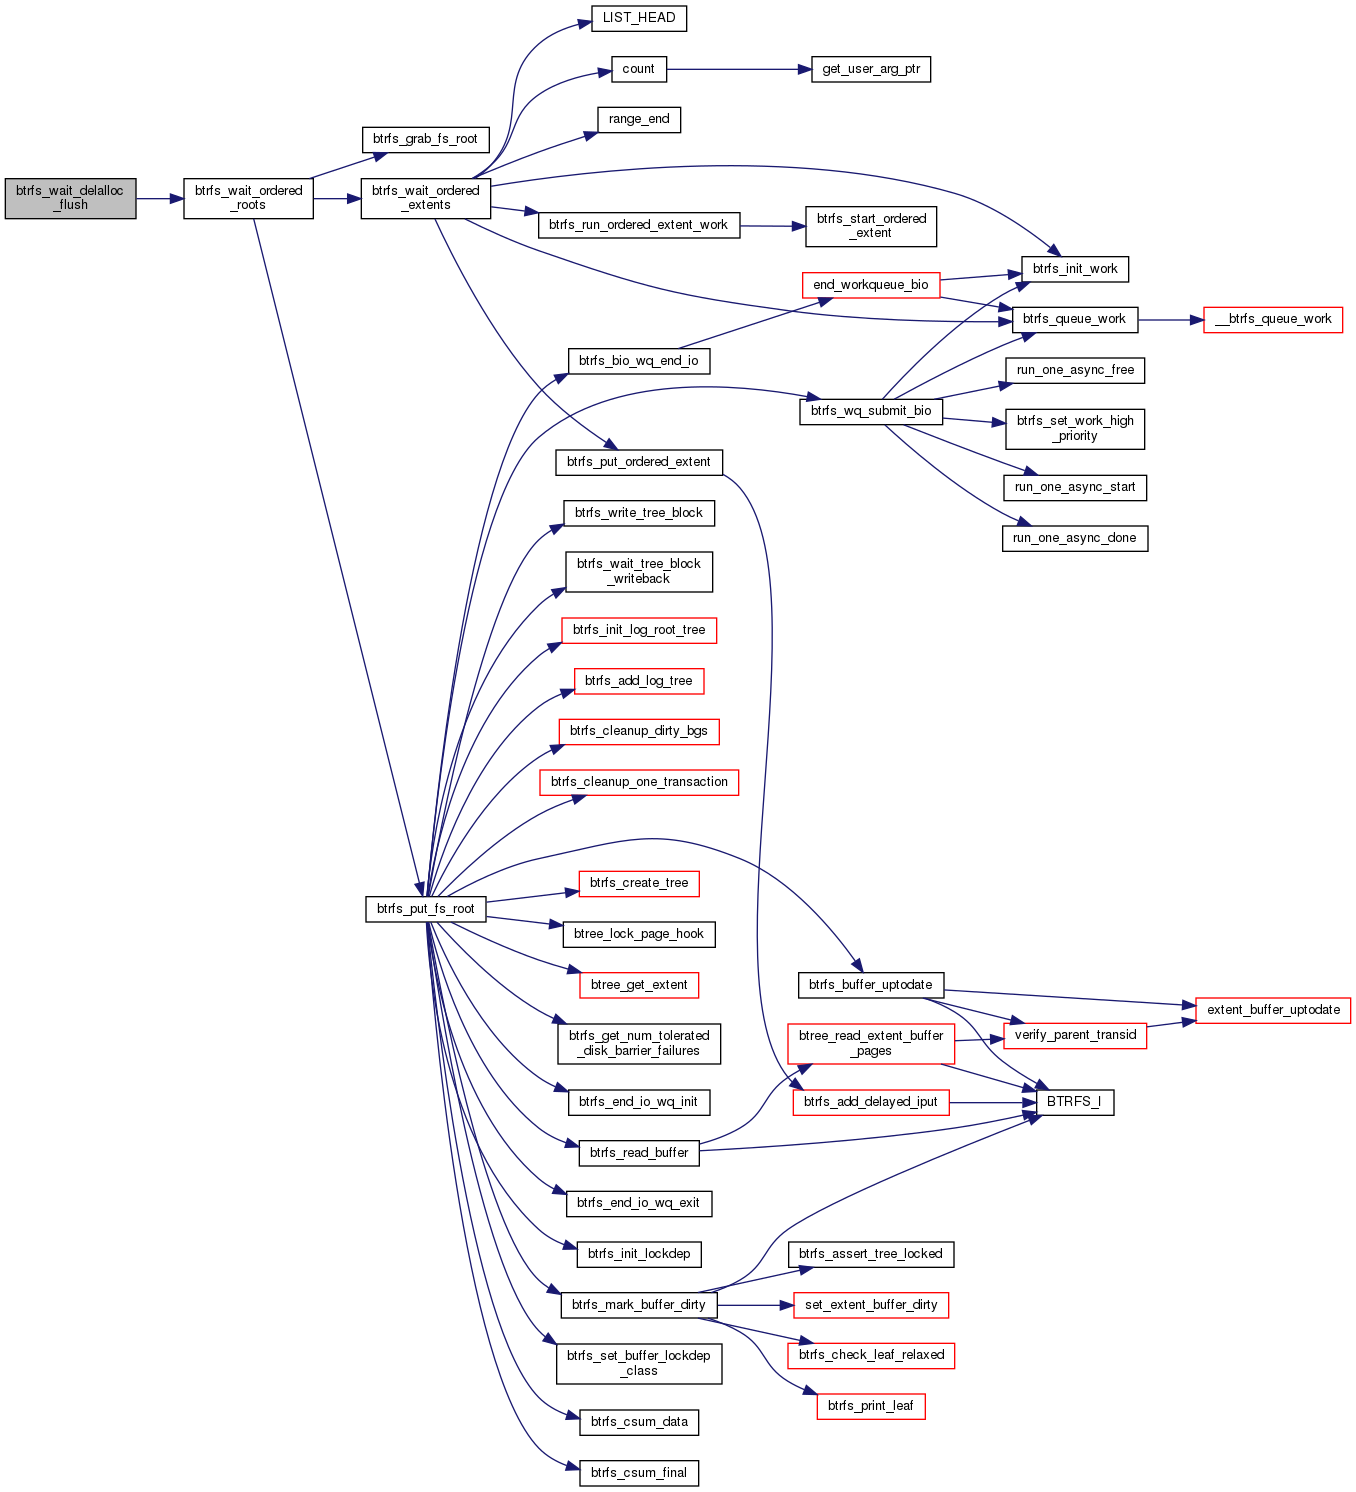 LIST_HEAD
count
get_user_arg_ptr
range_end
btrfs_grab_fs_root
btrfs_wait_delalloc
_flush
btrfs_wait_ordered
_roots
btrfs_wait_ordered
_extents
btrfs_run_ordered_extent_work
btrfs_start_ordered
_extent
btrfs_init_work
end_workqueue_bio
btrfs_queue_work
__btrfs_queue_work
btrfs_bio_wq_end_io
run_one_async_free
btrfs_wq_submit_bio
btrfs_set_work_high
_priority
btrfs_put_ordered_extent
run_one_async_start
btrfs_write_tree_block
run_one_async_done
btrfs_wait_tree_block
_writeback
btrfs_init_log_root_tree
btrfs_add_log_tree
btrfs_cleanup_dirty_bgs
btrfs_cleanup_one_transaction
btrfs_create_tree
btrfs_put_fs_root
btree_lock_page_hook
btree_get_extent
btrfs_buffer_uptodate
extent_buffer_uptodate
btrfs_get_num_tolerated
_disk_barrier_failures
btree_read_extent_buffer
_pages
verify_parent_transid
btrfs_end_io_wq_init
btrfs_add_delayed_iput
BTRFS_I
btrfs_read_buffer
btrfs_end_io_wq_exit
btrfs_init_lockdep
btrfs_assert_tree_locked
btrfs_mark_buffer_dirty
set_extent_buffer_dirty
btrfs_set_buffer_lockdep
_class
btrfs_check_leaf_relaxed
btrfs_print_leaf
btrfs_csum_data
btrfs_csum_final